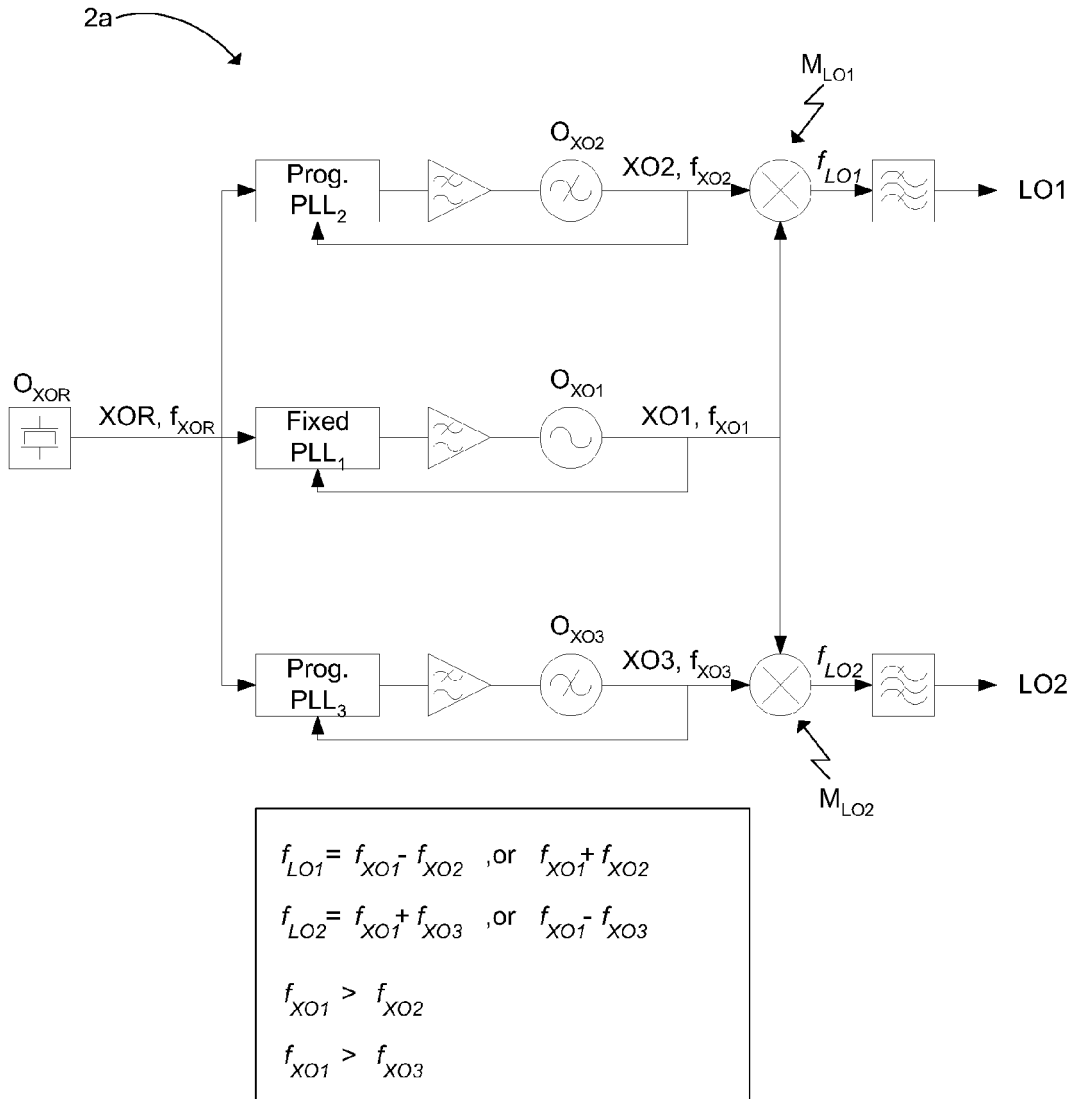 2a
M_LO1
O_XO2
Prog.
PLL_2
XO2, f_XO2
f_LO1
LO1
O_XOR
XOR, f_XOR
Fixed
PLL_1
O_XO1
XO1, f_XO1
O_XO3
Prog.
PLL_3
XO3, f_XO3
f_LO2
LO2
M_LO2
f_LO1 = f_XO1 - f_XO2 ,or f_XO1 + f_XO2
f_LO2 = f_XO1 + f_XO3 ,or f_XO1 - f_XO3
f_XO1 > f_XO2
f_XO1 > f_XO3